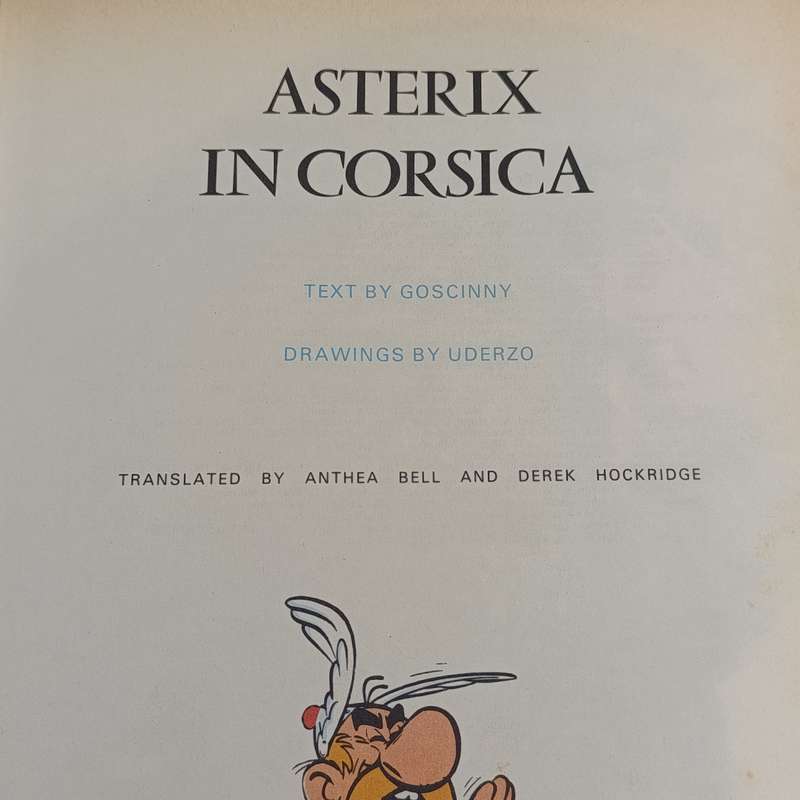 ASTERIX
IN CORSICA
TEXT BY GOSCINNY
DRAWINGS BY UDERZO
TRANSLATED BY ANTHEA BELL AND DEREK HOCKRIDGE